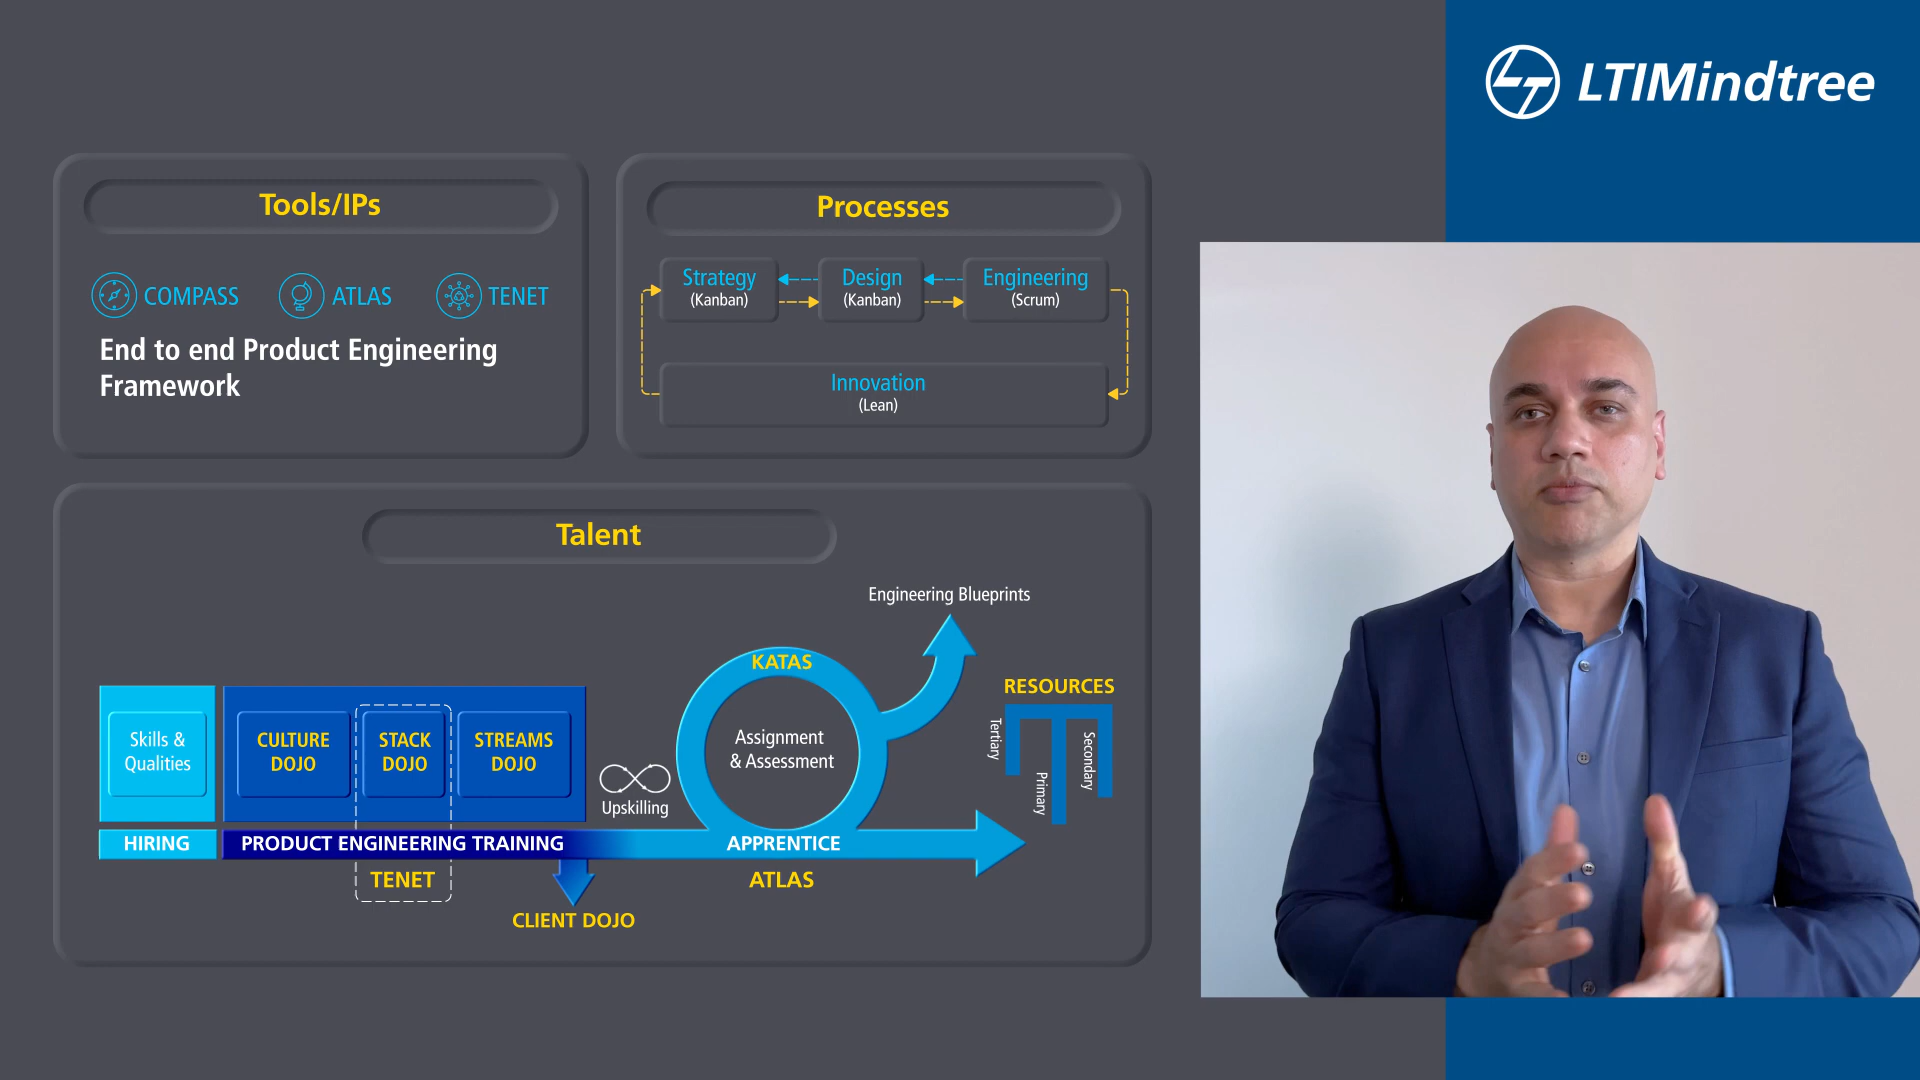 LTIMindtree
Tools/IPs
COMPASS
ATLAS
TENET
End to end Product Engineering
Framework
Processes
Strategy
(Kanban)
Design
(Kanban)
Engineering
(Scrum)
Innovation
(Lean)
Talent
Skills &
Qualities
HIRING
CULTURE
DOJO
STACK
DOJO
STREAMS
DOJO
PRODUCT ENGINEERING TRAINING
TENET
CLIENT DOJO
Upskilling
KATAS
Assignment
& Assessment
APPRENTICE
ATLAS
Engineering Blueprints
RESOURCES
Tertiary
Primary
Secondary